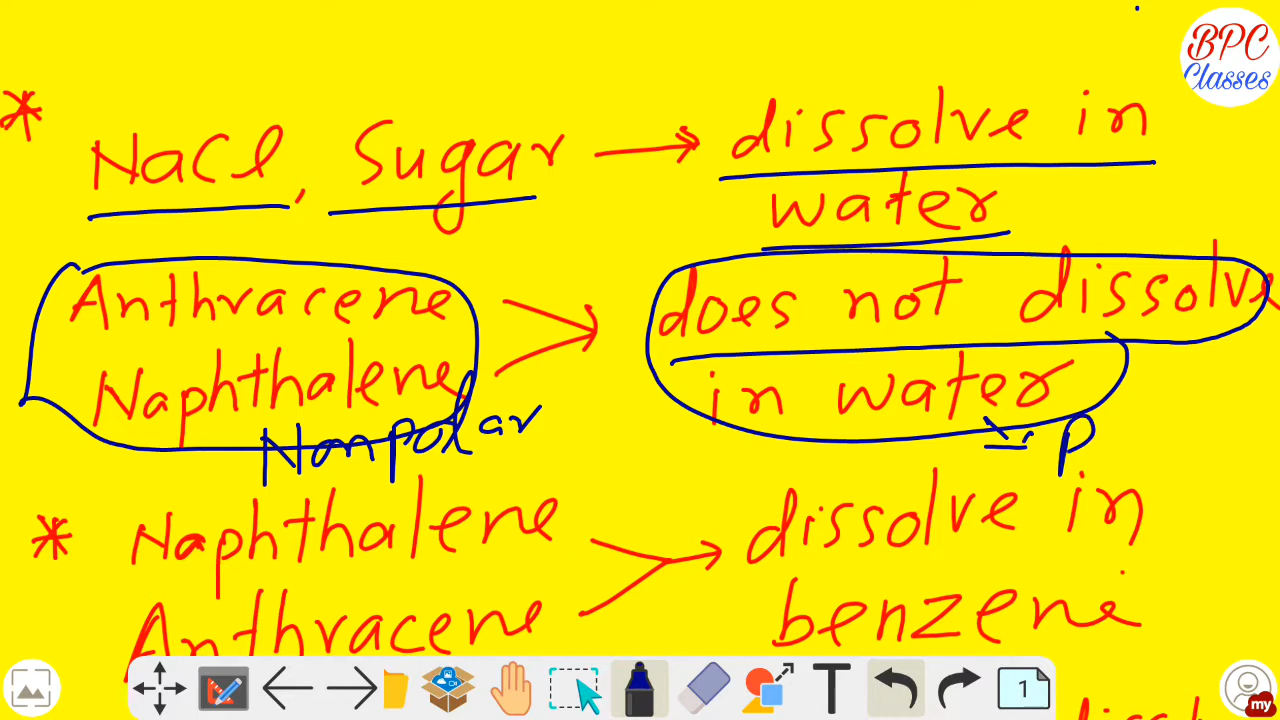 BPC
Classes
* NaCl, Sugar → dissolve in
water
Anthracene
Naphthalene
does not dissolve
in water
Nonpolar
P
* Naphthalene
Anthracene
dissolve in
benzene
T
1
my